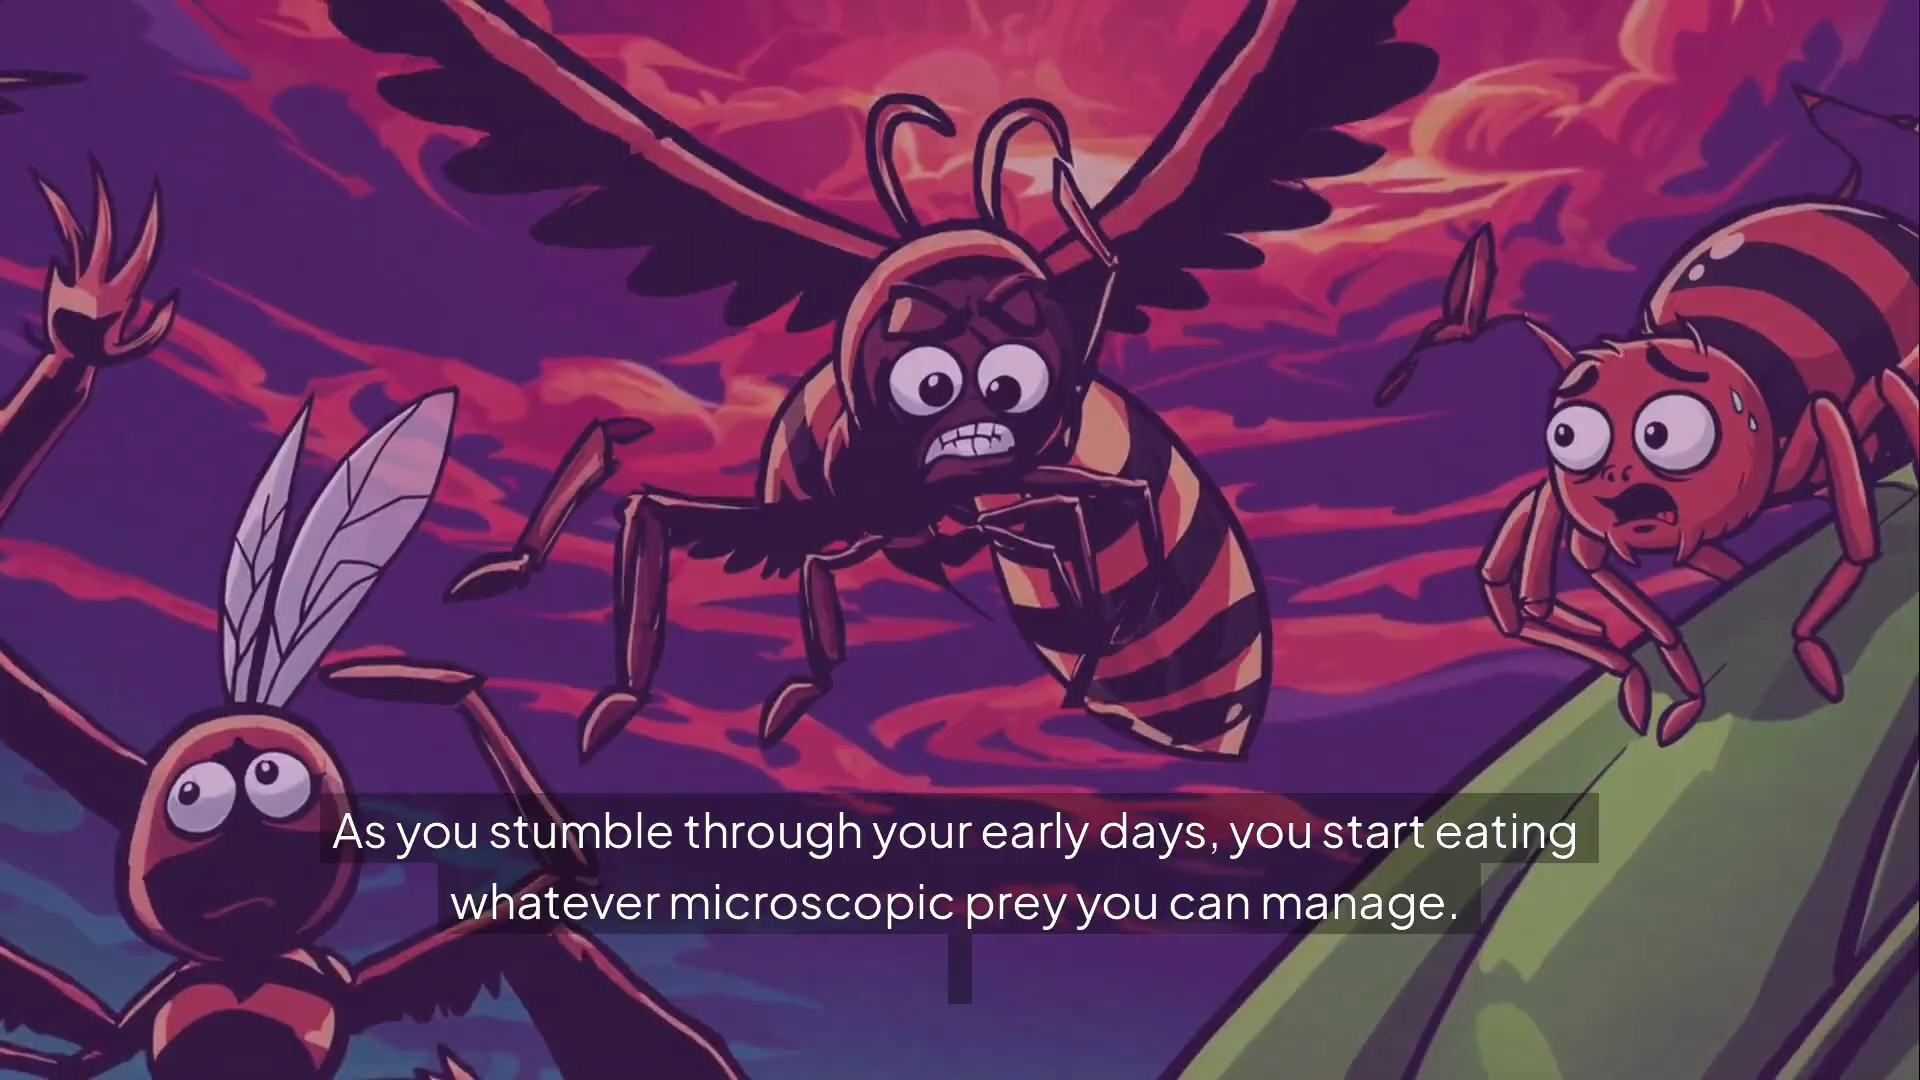 As you stumble through your early days, you start eating
whatever microscopic prey you can manage.